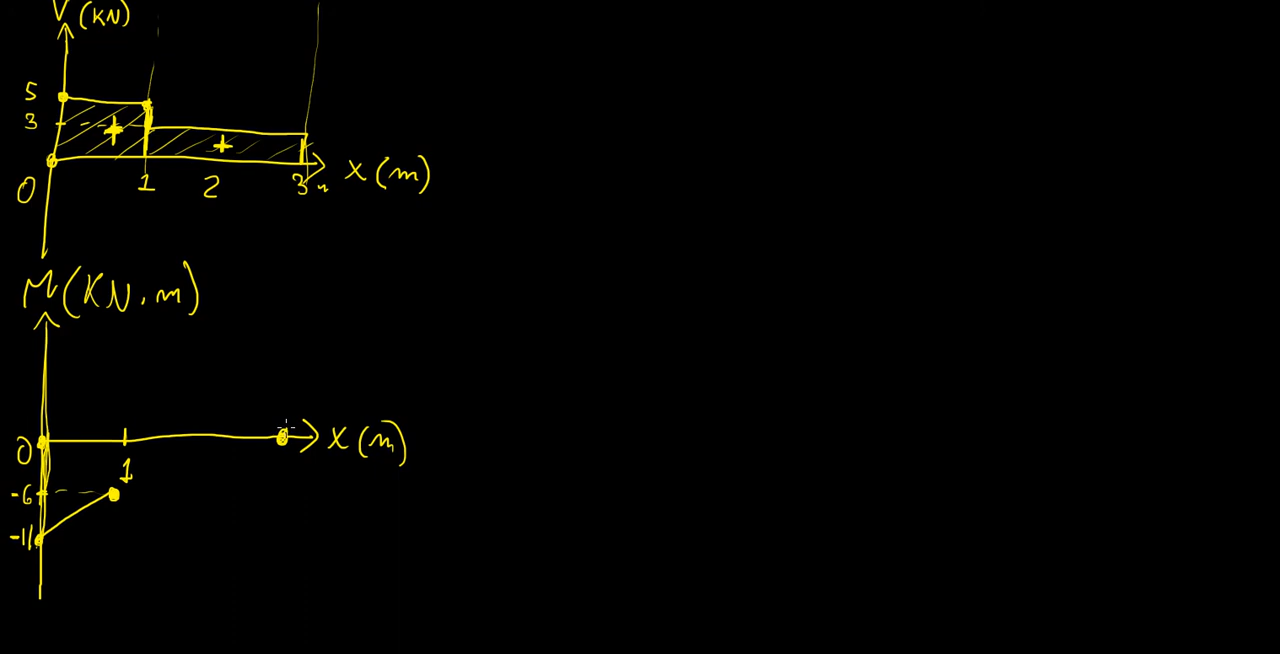 V (KN)
5
3
+
+
0
1 2 3
X (m)
M (KN.m)
0
X (m)
1
-6
-11